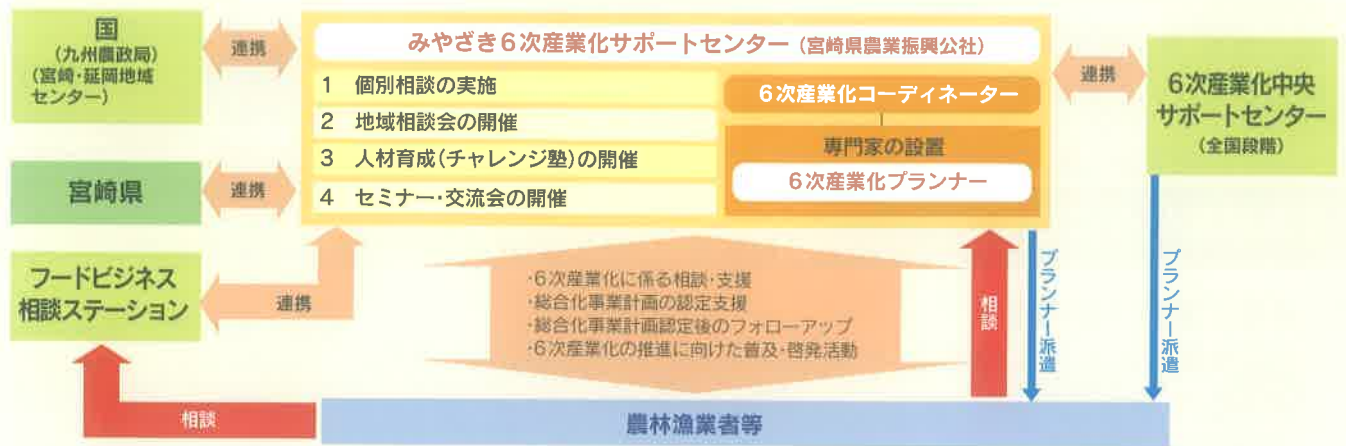 国
(九州農政局)
(宮崎・延岡地域
センター)
連携
みやざき6次産業化サポートセンター(宮崎県農業振興公社)
1 個別相談の実施
2 地域相談会の開催
3 人材育成(チャレンジ塾)の開催
4 セミナー・交流会の開催
6次産業化コーディネーター
専門家の設置
6次産業化プランナー
連携
6次産業化中央
サポートセンター
(全国段階)
宮崎県
連携
フードビジネス
相談ステーション
連携
・6次産業化に係る相談・支援
・総合化事業計画の認定支援
・総合化事業計画認定後のフォローアップ
・6次産業化の推進に向けた普及・啓発活動
相談
プランナー派遣
プランナー派遣
相談
農林漁業者等